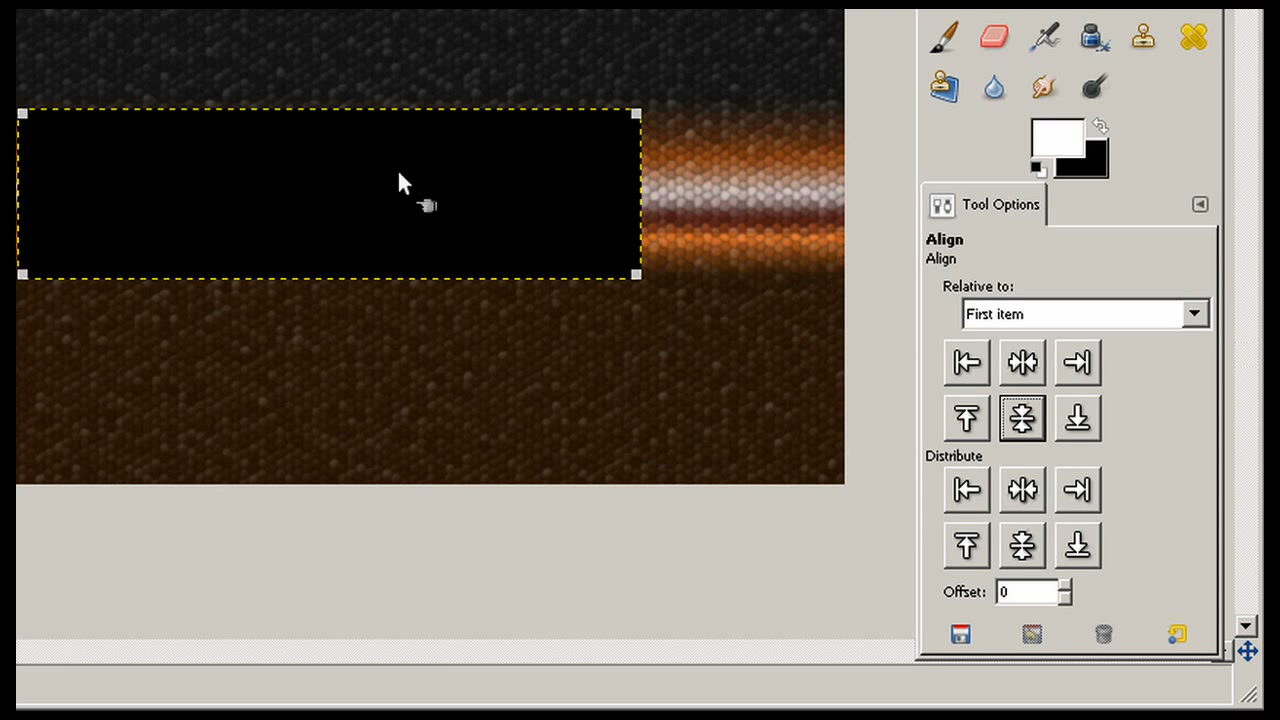 Tool Options
Align
Align
Relative to:
First item
Distribute
Offset:
0